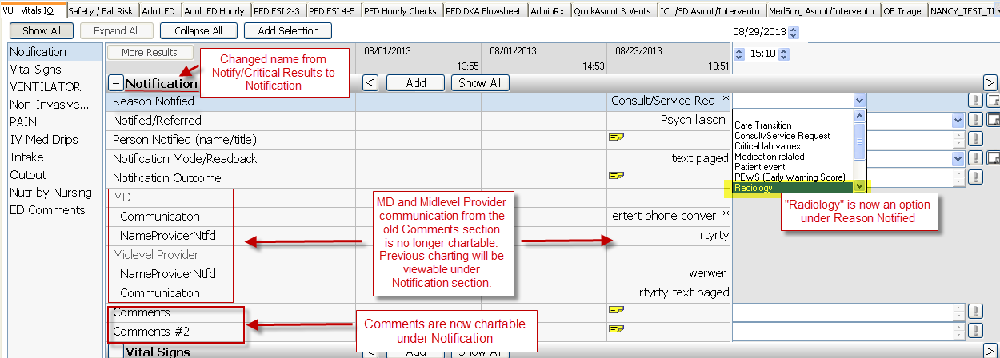 VUH Vitals IO Safety / Fall Risk Adult ED Adult ED Hourly PED ESI 2-3 PED ESI 4-5 PED Hourly Checks PED DKA Flowsheet AdminRx QuickAsmnt & Vents ICU/SD Asmnt/Interventn MedSurg Asmnt/Interventn OB Triage NANCY_TEST_TI
Show All Expand All Collapse All Add Selection 08/29/2013
Notification
Vital Signs
VENTILATOR
Non Invasive...
PAIN
IV Med Drips
Intake
Output
Nutr by Nursing
ED Comments
More Results 08/01/2013 08/01/2013 08/23/2013 15:10
13:55 14:53 13:51
Changed name from
Notify/Critical Results to
Notification
− Notification < Add Show All >
Reason Notified Consult/Service Req *
Notified/Referred Psych liaison
Person Notified (name/title)
Notification Mode/Readback text paged
Notification Outcome
MD
Communication ertert phone conver *
NameProviderNtfd rtyrty
Midlevel Provider
NameProviderNtfd werwer
Communication rtyrty text paged
Comments
Comments #2
− Vital Signs < Add Show All >
Care Transition
Consult/Service Request
Critical lab values
Medication related
Patient event
PEWS (Early Warning Score)
Radiology
"Radiology" is now an option
under Reason Notified
MD and Midlevel Provider
communication from the
old Comments section
is no longer chartable.
Previous charting will be
viewable under
Notification section.
Comments are now chartable
under Notification